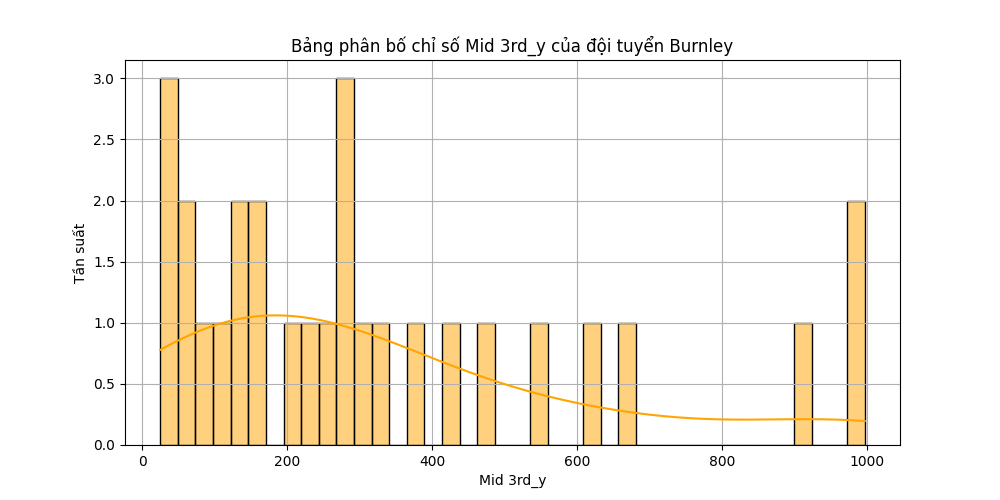 Bảng phân bố chỉ số Mid 3rd_y của đội tuyển Burnley
3.0
2.5
2.0
1.5
1.0
0.5
0.0
Tần suất
0 200 400 600 800 1000
Mid 3rd_y